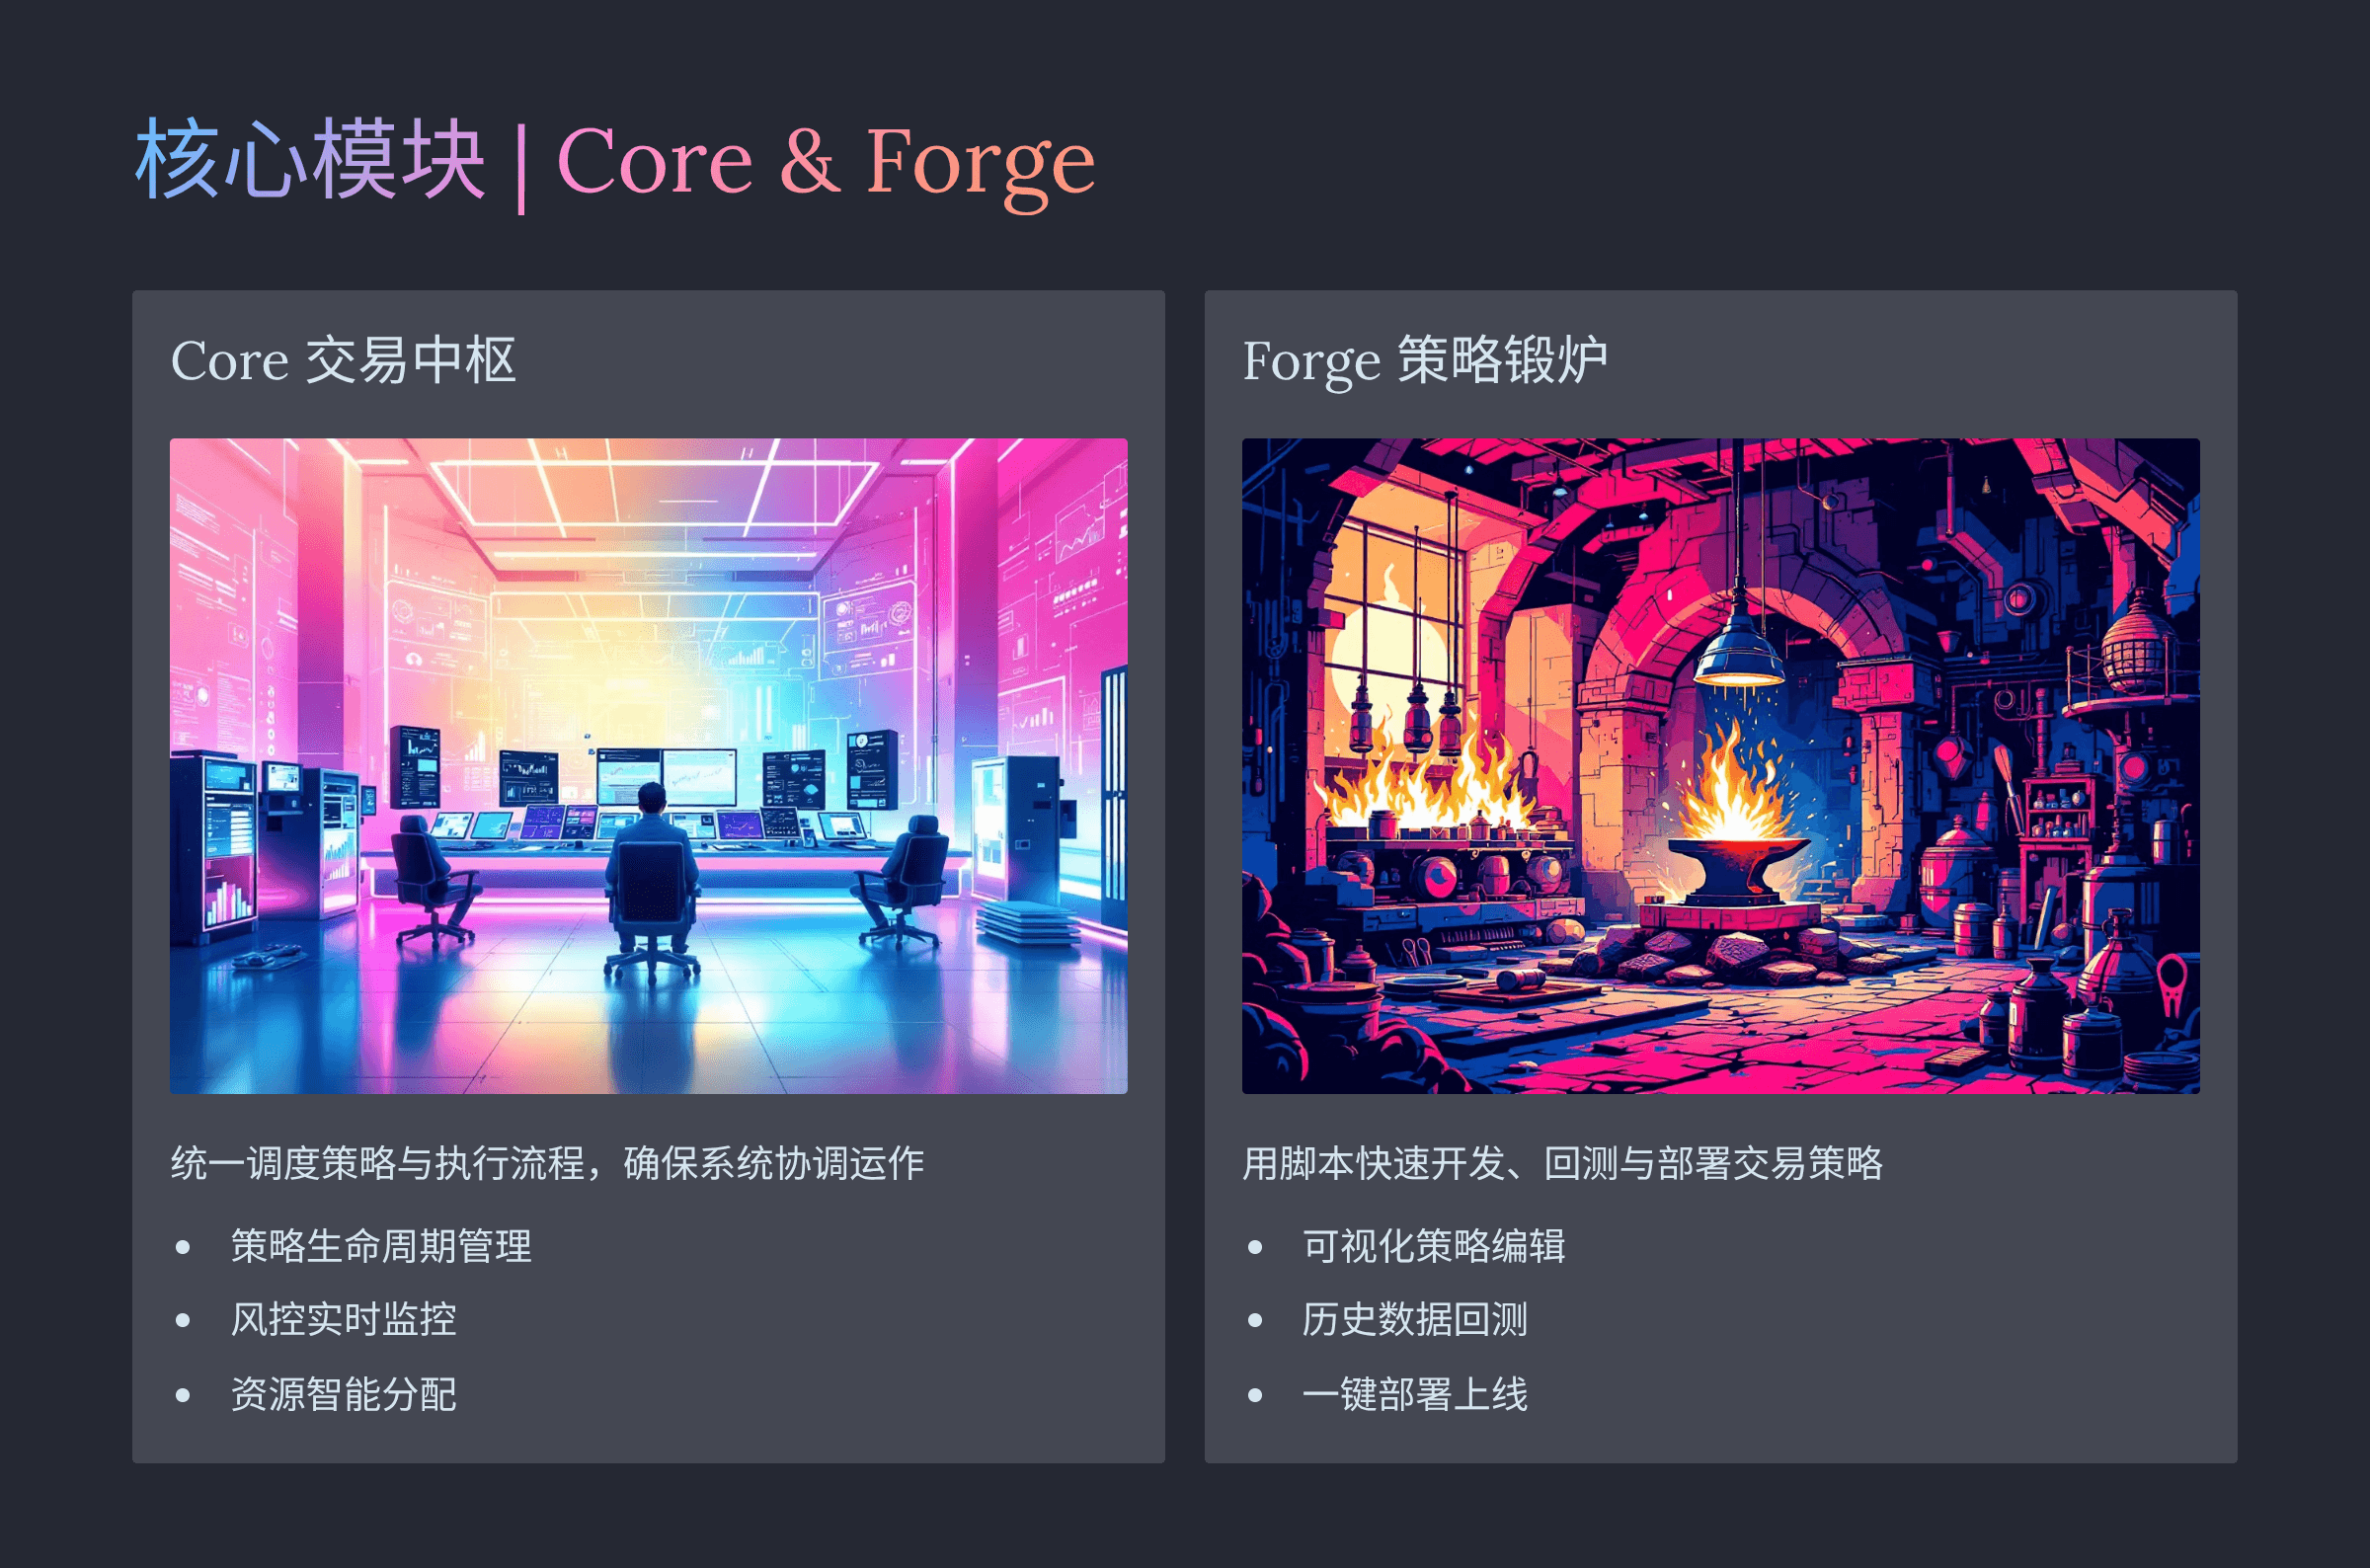 核心模块 | Core & Forge
Core 交易中枢
统一调度策略与执行流程，确保系统协调运作
• 策略生命周期管理
• 风控实时监控
• 资源智能分配
Forge 策略锻炉
用脚本快速开发、回测与部署交易策略
• 可视化策略编辑
• 历史数据回测
• 一键部署上线